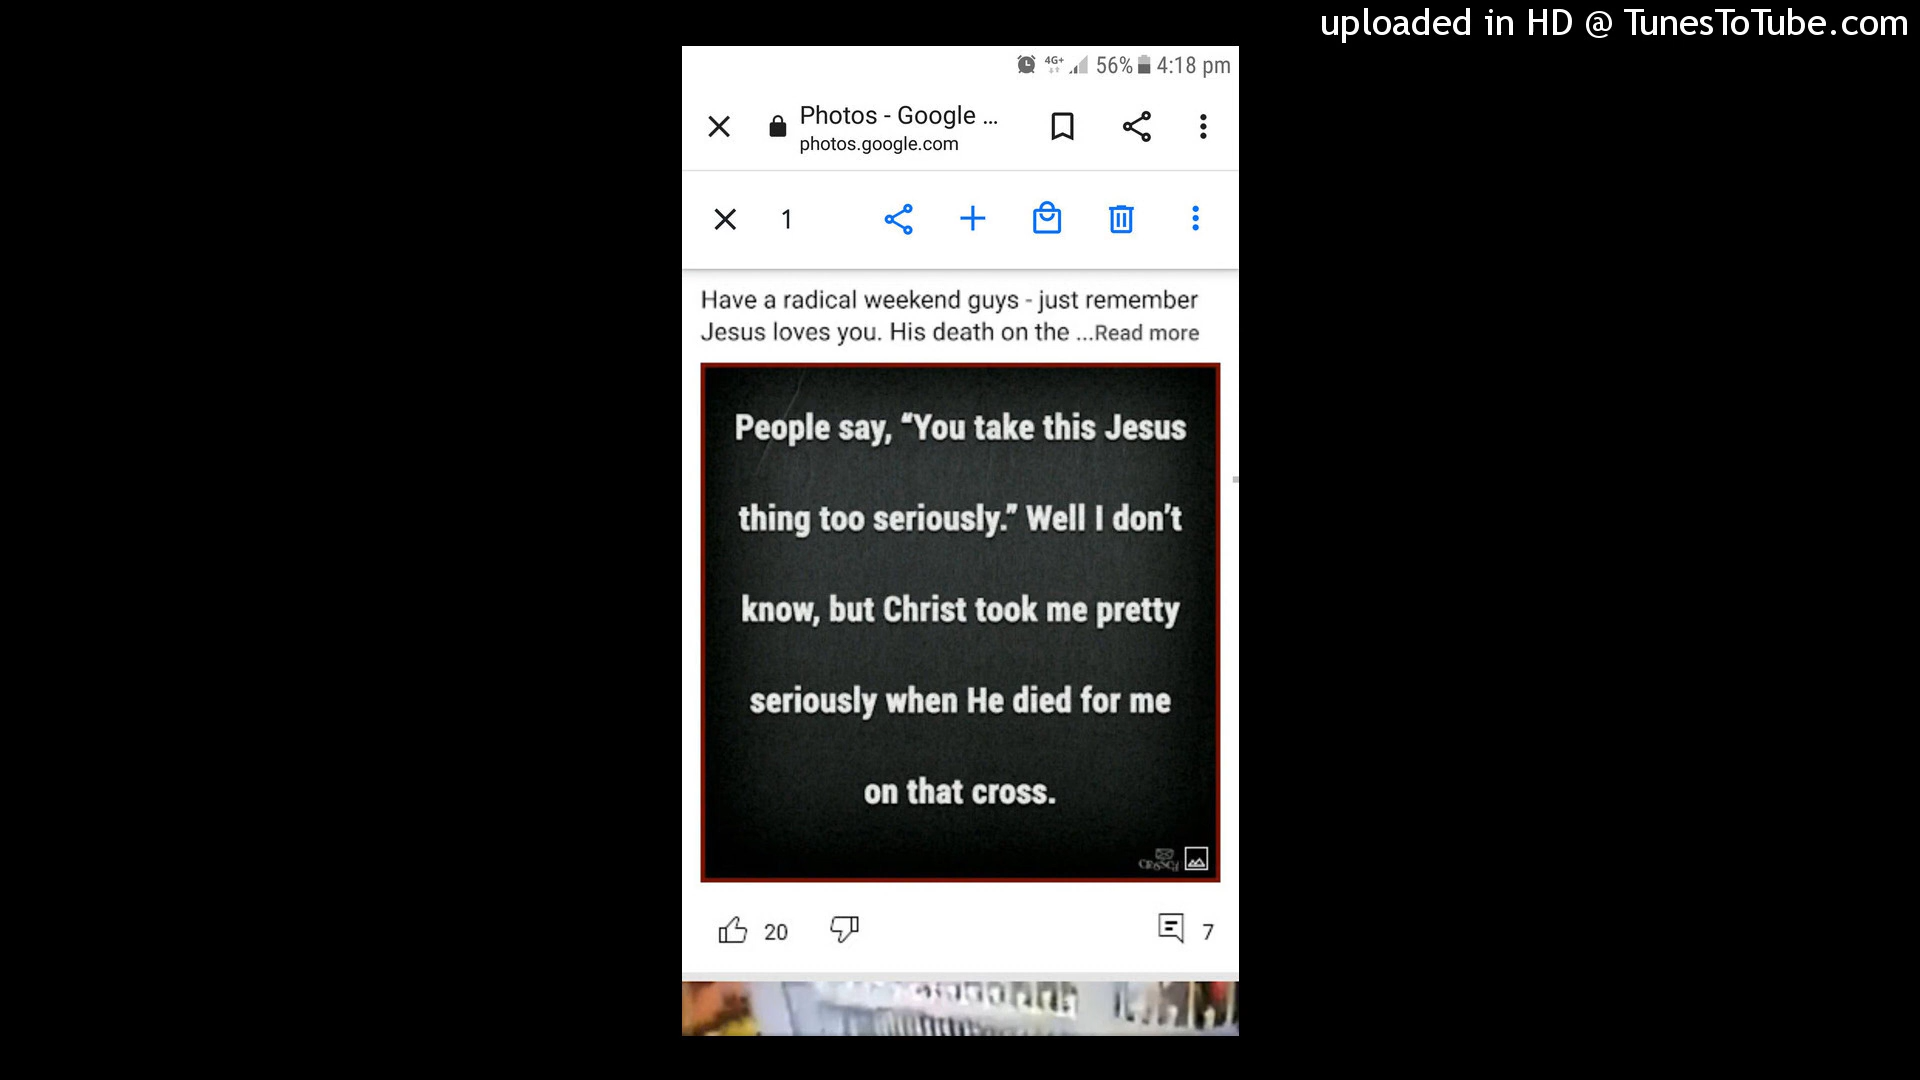 uploaded in HD @ TunesToTube.com
4G+ 56% 4:18 pm
Photos - Google ...
photos.google.com
1
Have a radical weekend guys - just remember
Jesus loves you. His death on the ...Read more
People say, “You take this Jesus
thing too seriously.” Well I don’t
know, but Christ took me pretty
seriously when He died for me
on that cross.
20
7